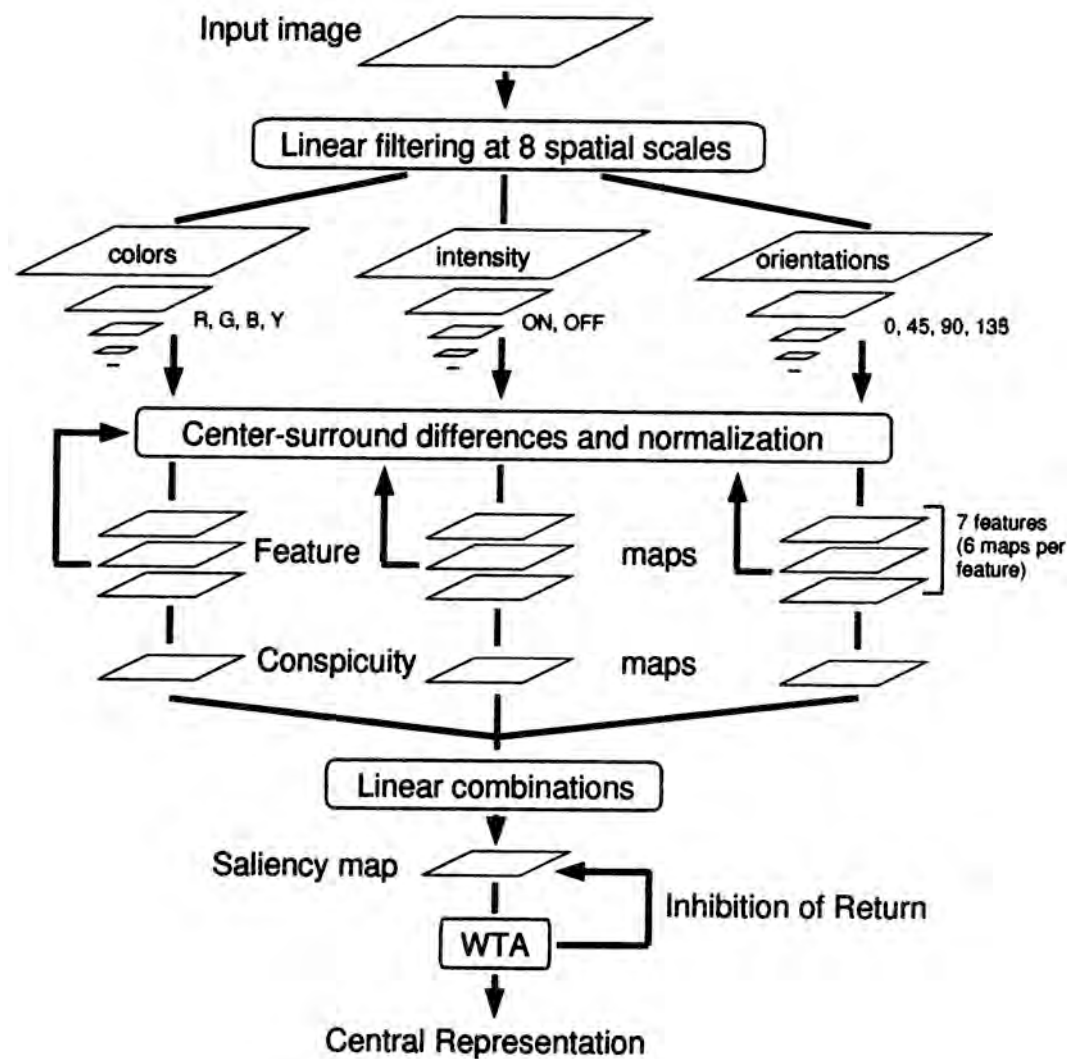 Input image
Linear filtering at 8 spatial scales
colors
intensity
orientations
R, G, B, Y
ON, OFF
0, 45, 90, 135
Center-surround differences and normalization
Feature
maps
7 features
(6 maps per
feature)
Conspicuity
maps
Linear combinations
Saliency map
Inhibition of Return
WTA
Central Representation